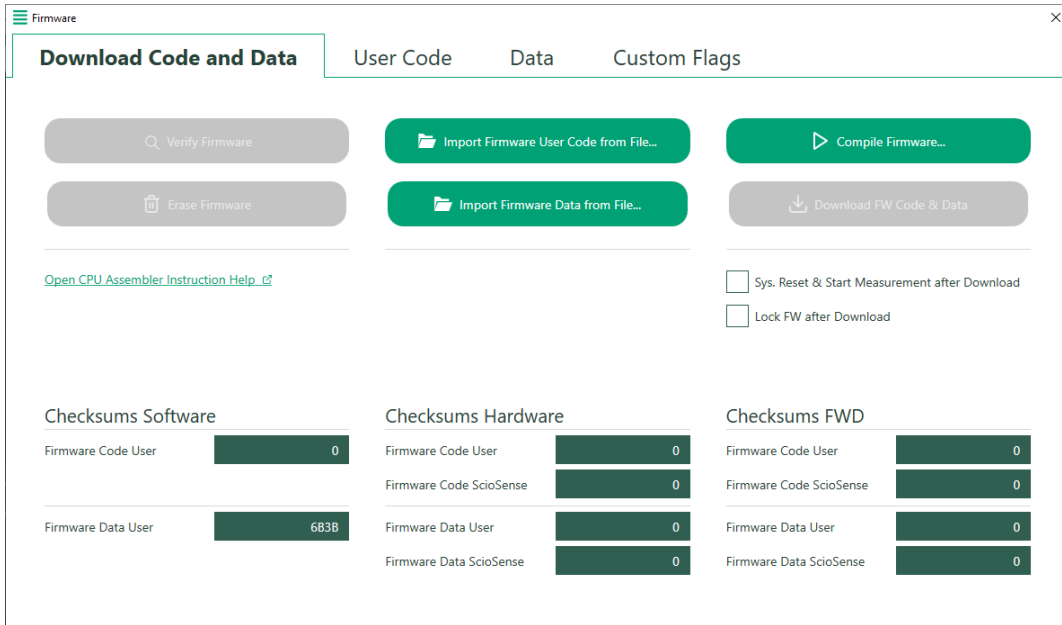 Firmware
Download Code and Data User Code Data Custom Flags
Verify Firmware Import Firmware User Code from File... Compile Firmware...
Erase Firmware Import Firmware Data from File... Download FW Code & Data
Open CPU Assembler Instruction Help
Sys. Reset & Start Measurement after Download
Lock FW after Download
Checksums Software Checksums Hardware Checksums FWD
Firmware Code User 0 Firmware Code User 0 Firmware Code User 0
Firmware Code ScioSense 0 Firmware Code ScioSense 0
Firmware Data User 6B3B Firmware Data User 0 Firmware Data User 0
Firmware Data ScioSense 0 Firmware Data ScioSense 0